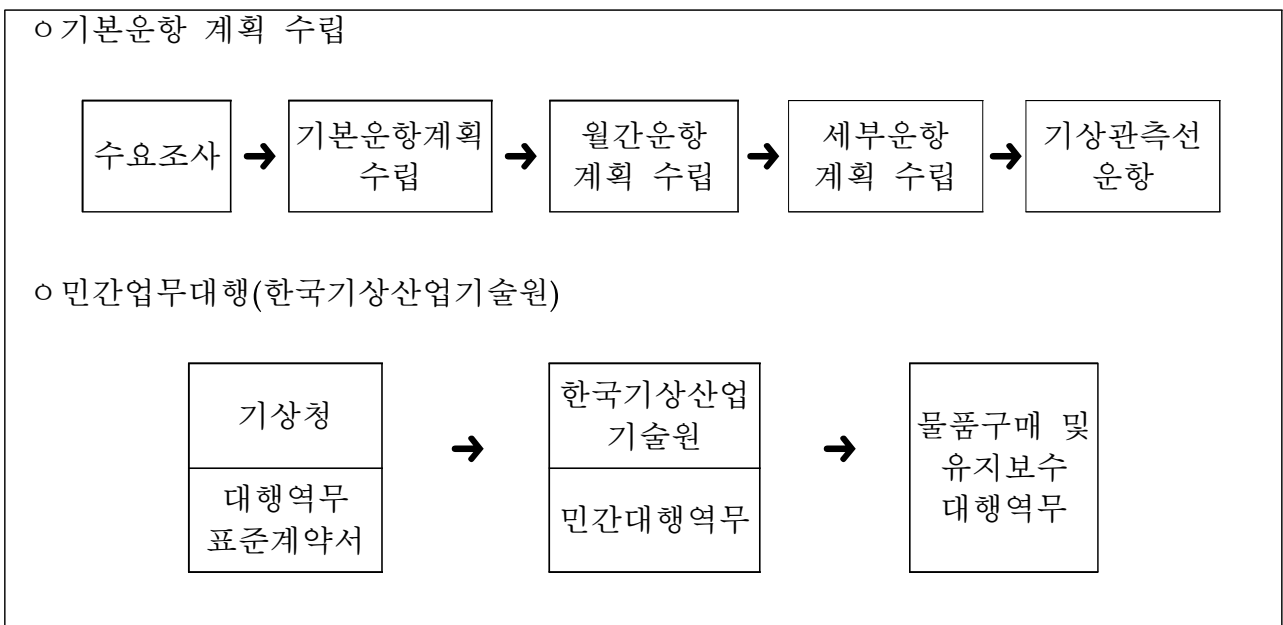 ㅇ기본운항 계획 수립
수요조사 ➜ 기본운항계획 ➜ 월간운항 ➜ 세부운항 ➜ 기상관측선
수립 계획 수립 계획 수립 운항
ㅇ민간업무대행(한국기상산업기술원)
기상청
대행역무
표준계약서
➜
한국기상산업
기술원
민간대행역무
➜
물품구매 및
유지보수
대행역무